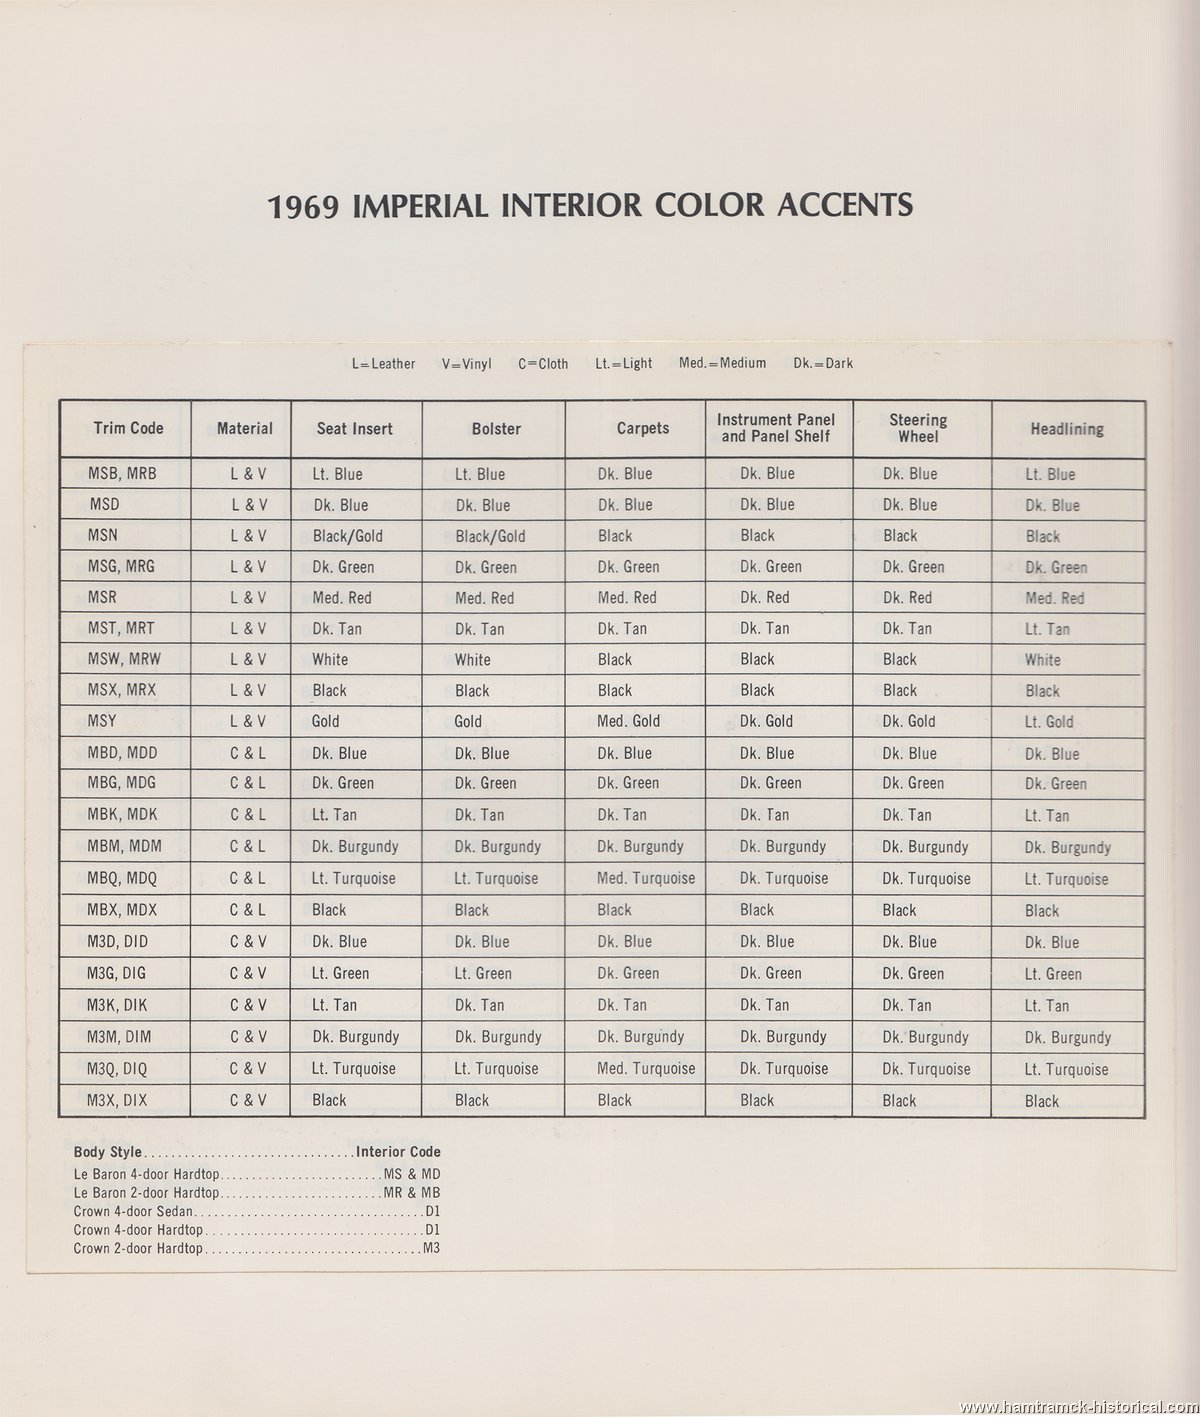 1969 IMPERIAL INTERIOR COLOR ACCENTS
L=Leather V=Vinyl C=Cloth Lt.=Light Med.=Medium Dk.=Dark
Trim Code Material Seat Insert Bolster Carpets Instrument Panel and Panel Shelf Steering Wheel Headlining
MSB, MRB L & V Lt. Blue Lt. Blue Dk. Blue Dk. Blue Dk. Blue Lt. Blue
MSD L & V Dk. Blue Dk. Blue Dk. Blue Dk. Blue Dk. Blue Dk. Blue
MSN L & V Black/Gold Black/Gold Black Black Black Black
MSG, MRG L & V Dk. Green Dk. Green Dk. Green Dk. Green Dk. Green Dk. Green
MSR L & V Med. Red Med. Red Med. Red Dk. Red Dk. Red Med. Red
MST, MRT L & V Dk. Tan Dk. Tan Dk. Tan Dk. Tan Dk. Tan Lt. Tan
MSW, MRW L & V White White Black Black Black White
MSX, MRX L & V Black Black Black Black Black Black
MSY L & V Gold Gold Med. Gold Dk. Gold Dk. Gold Lt. Gold
MBD, MDD C & L Dk. Blue Dk. Blue Dk. Blue Dk. Blue Dk. Blue Dk. Blue
MBG, MDG C & L Dk. Green Dk. Green Dk. Green Dk. Green Dk. Green Dk. Green
MBK, MDK C & L Lt. Tan Dk. Tan Dk. Tan Dk. Tan Dk. Tan Lt. Tan
MBM, MDM C & L Dk. Burgundy Dk. Burgundy Dk. Burgundy Dk. Burgundy Dk. Burgundy Dk. Burgundy
MBQ, MDQ C & L Lt. Turquoise Lt. Turquoise Med. Turquoise Dk. Turquoise Dk. Turquoise Lt. Turquoise
MBX, MDX C & L Black Black Black Black Black Black
M3D, DID C & V Dk. Blue Dk. Blue Dk. Blue Dk. Blue Dk. Blue Dk. Blue
M3G, DIG C & V Lt. Green Lt. Green Dk. Green Dk. Green Dk. Green Lt. Green
M3K, DIK C & V Lt. Tan Dk. Tan Dk. Tan Dk. Tan Dk. Tan Lt. Tan
M3M, DIM C & V Dk. Burgundy Dk. Burgundy Dk. Burgundy Dk. Burgundy Dk. Burgundy Dk. Burgundy
M3Q, DIQ C & V Lt. Turquoise Lt. Turquoise Med. Turquoise Dk. Turquoise Dk. Turquoise Lt. Turquoise
M3X, DIX C & V Black Black Black Black Black Black
Body Style................................Interior Code
Le Baron 4-door Hardtop.........................MS & MD
Le Baron 2-door Hardtop.........................MR & MB
Crown 4-door Sedan...................................D1
Crown 4-door Hardtop.................................D1
Crown 2-door Hardtop.................................M3
www.hamtramck-historical.com